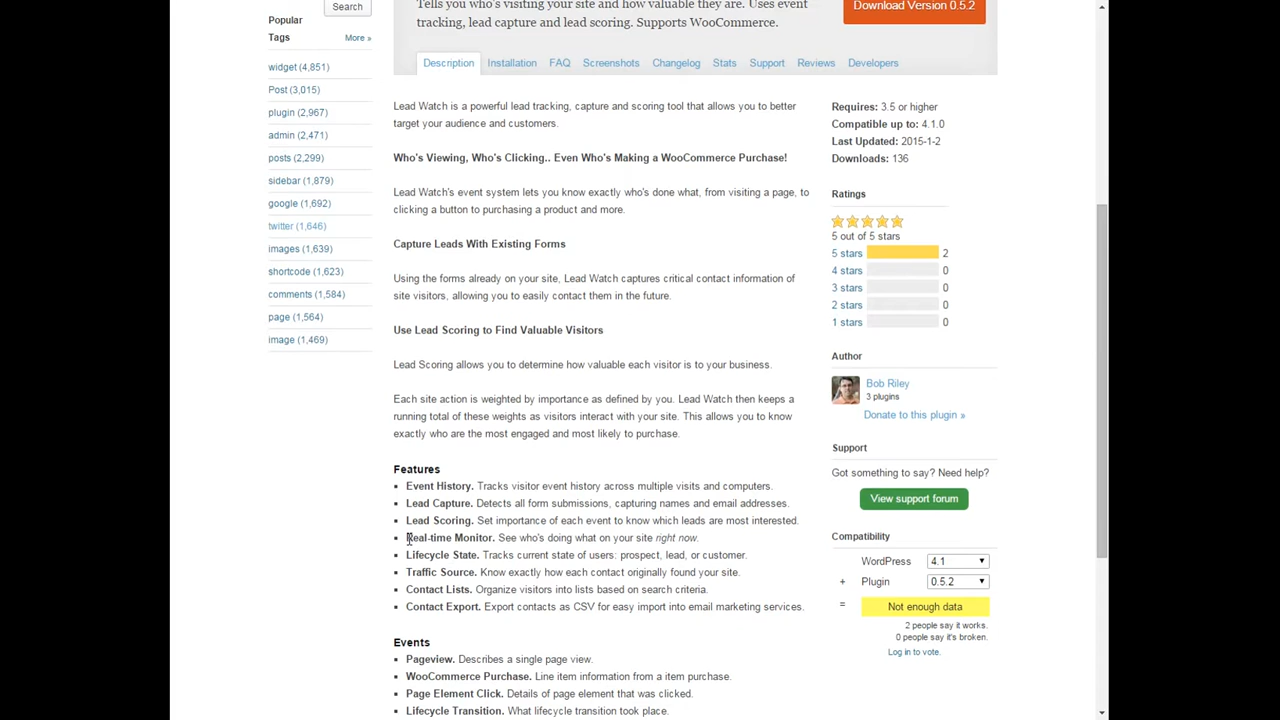 Search
Popular
Tags
More »
widget (4,851)
Post (3,015)
plugin (2,967)
admin (2,471)
posts (2,299)
sidebar (1,879)
google (1,692)
twitter (1,646)
images (1,639)
shortcode (1,623)
comments (1,584)
page (1,564)
image (1,469)
Tells you who's visiting your site and how valuable they are. Uses event
tracking, lead capture and lead scoring. Supports WooCommerce.
Download Version 0.5.2
Description Installation FAQ Screenshots Changelog Stats Support Reviews Developers
Lead Watch is a powerful lead tracking, capture and scoring tool that allows you to better
target your audience and customers.
Who's Viewing, Who's Clicking.. Even Who's Making a WooCommerce Purchase!
Lead Watch's event system lets you know exactly who's done what, from visiting a page, to
clicking a button to purchasing a product and more.
Capture Leads With Existing Forms
Using the forms already on your site, Lead Watch captures critical contact information of
site visitors, allowing you to easily contact them in the future.
Use Lead Scoring to Find Valuable Visitors
Lead Scoring allows you to determine how valuable each visitor is to your business.
Each site action is weighted by importance as defined by you. Lead Watch then keeps a
running total of these weights as visitors interact with your site. This allows you to know
exactly who are the most engaged and most likely to purchase.
Features
Event History. Tracks visitor event history across multiple visits and computers.
Lead Capture. Detects all form submissions, capturing names and email addresses.
Lead Scoring. Set importance of each event to know which leads are most interested.
Real-time Monitor. See who's doing what on your site right now.
Lifecycle State. Tracks current state of users: prospect, lead, or customer.
Traffic Source. Know exactly how each contact originally found your site.
Contact Lists. Organize visitors into lists based on search criteria.
Contact Export. Export contacts as CSV for easy import into email marketing services.
Events
Pageview. Describes a single page view.
WooCommerce Purchase. Line item information from a item purchase.
Page Element Click. Details of page element that was clicked.
Lifecycle Transition. What lifecycle transition took place.
Requires: 3.5 or higher
Compatible up to: 4.1.0
Last Updated: 2015-1-2
Downloads: 136
Ratings
5 out of 5 stars
5 stars 2
4 stars 0
3 stars 0
2 stars 0
1 stars 0
Author
Bob Riley
3 plugins
Donate to this plugin »
Support
Got something to say? Need help?
View support forum
Compatibility
WordPress 4.1
+ Plugin 0.5.2
= Not enough data
2 people say it works.
0 people say it's broken.
Log in to vote.